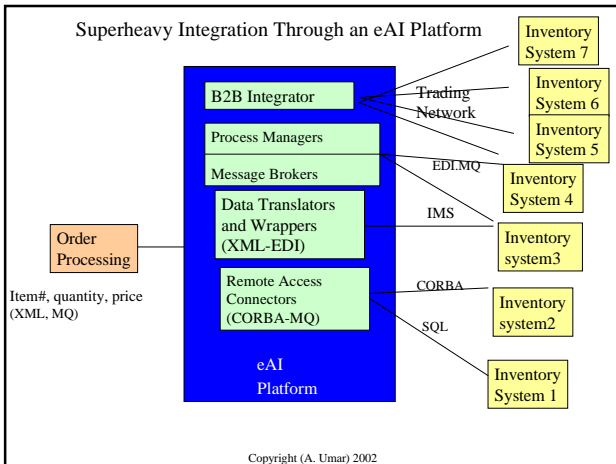 Superheavy Integration Through an eAI Platform
B2B Integrator
Process Managers
Message Brokers
Data Translators
and Wrappers
(XML-EDI)
Remote Access
Connectors
(CORBA-MQ)
eAI
Platform
Order
Processing
Item#, quantity, price
(XML, MQ)
Trading
Network
EDI.MQ
IMS
CORBA
SQL
Inventory
System 7
Inventory
System 6
Inventory
System 5
Inventory
System 4
Inventory
system3
Inventory
system2
Inventory
System 1
Copyright (A. Umar) 2002